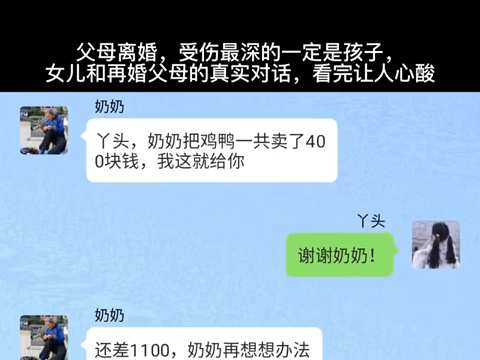 父母离婚，受伤最深的一定是孩子，
女儿和再婚父母的真实对话，看完让人心酸
奶奶
丫头，奶奶把鸡鸭一共卖了40
0块钱，我这就给你
丫头
谢谢奶奶！
奶奶
还差1100，奶奶再想想办法